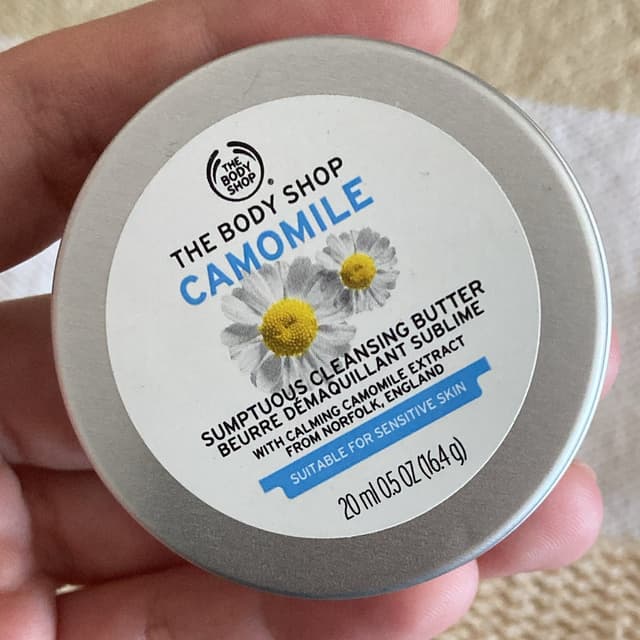 THE
BODY
SHOP
®
THE BODY SHOP
CAMOMILE
SUMPTUOUS CLEANSING BUTTER
BEURRE DÉMAQUILLANT SUBLIME
WITH CALMING CAMOMILE EXTRACT
FROM NORFOLK, ENGLAND
SUITABLE FOR SENSITIVE SKIN
20 ml 0.5 OZ (16.4 g)